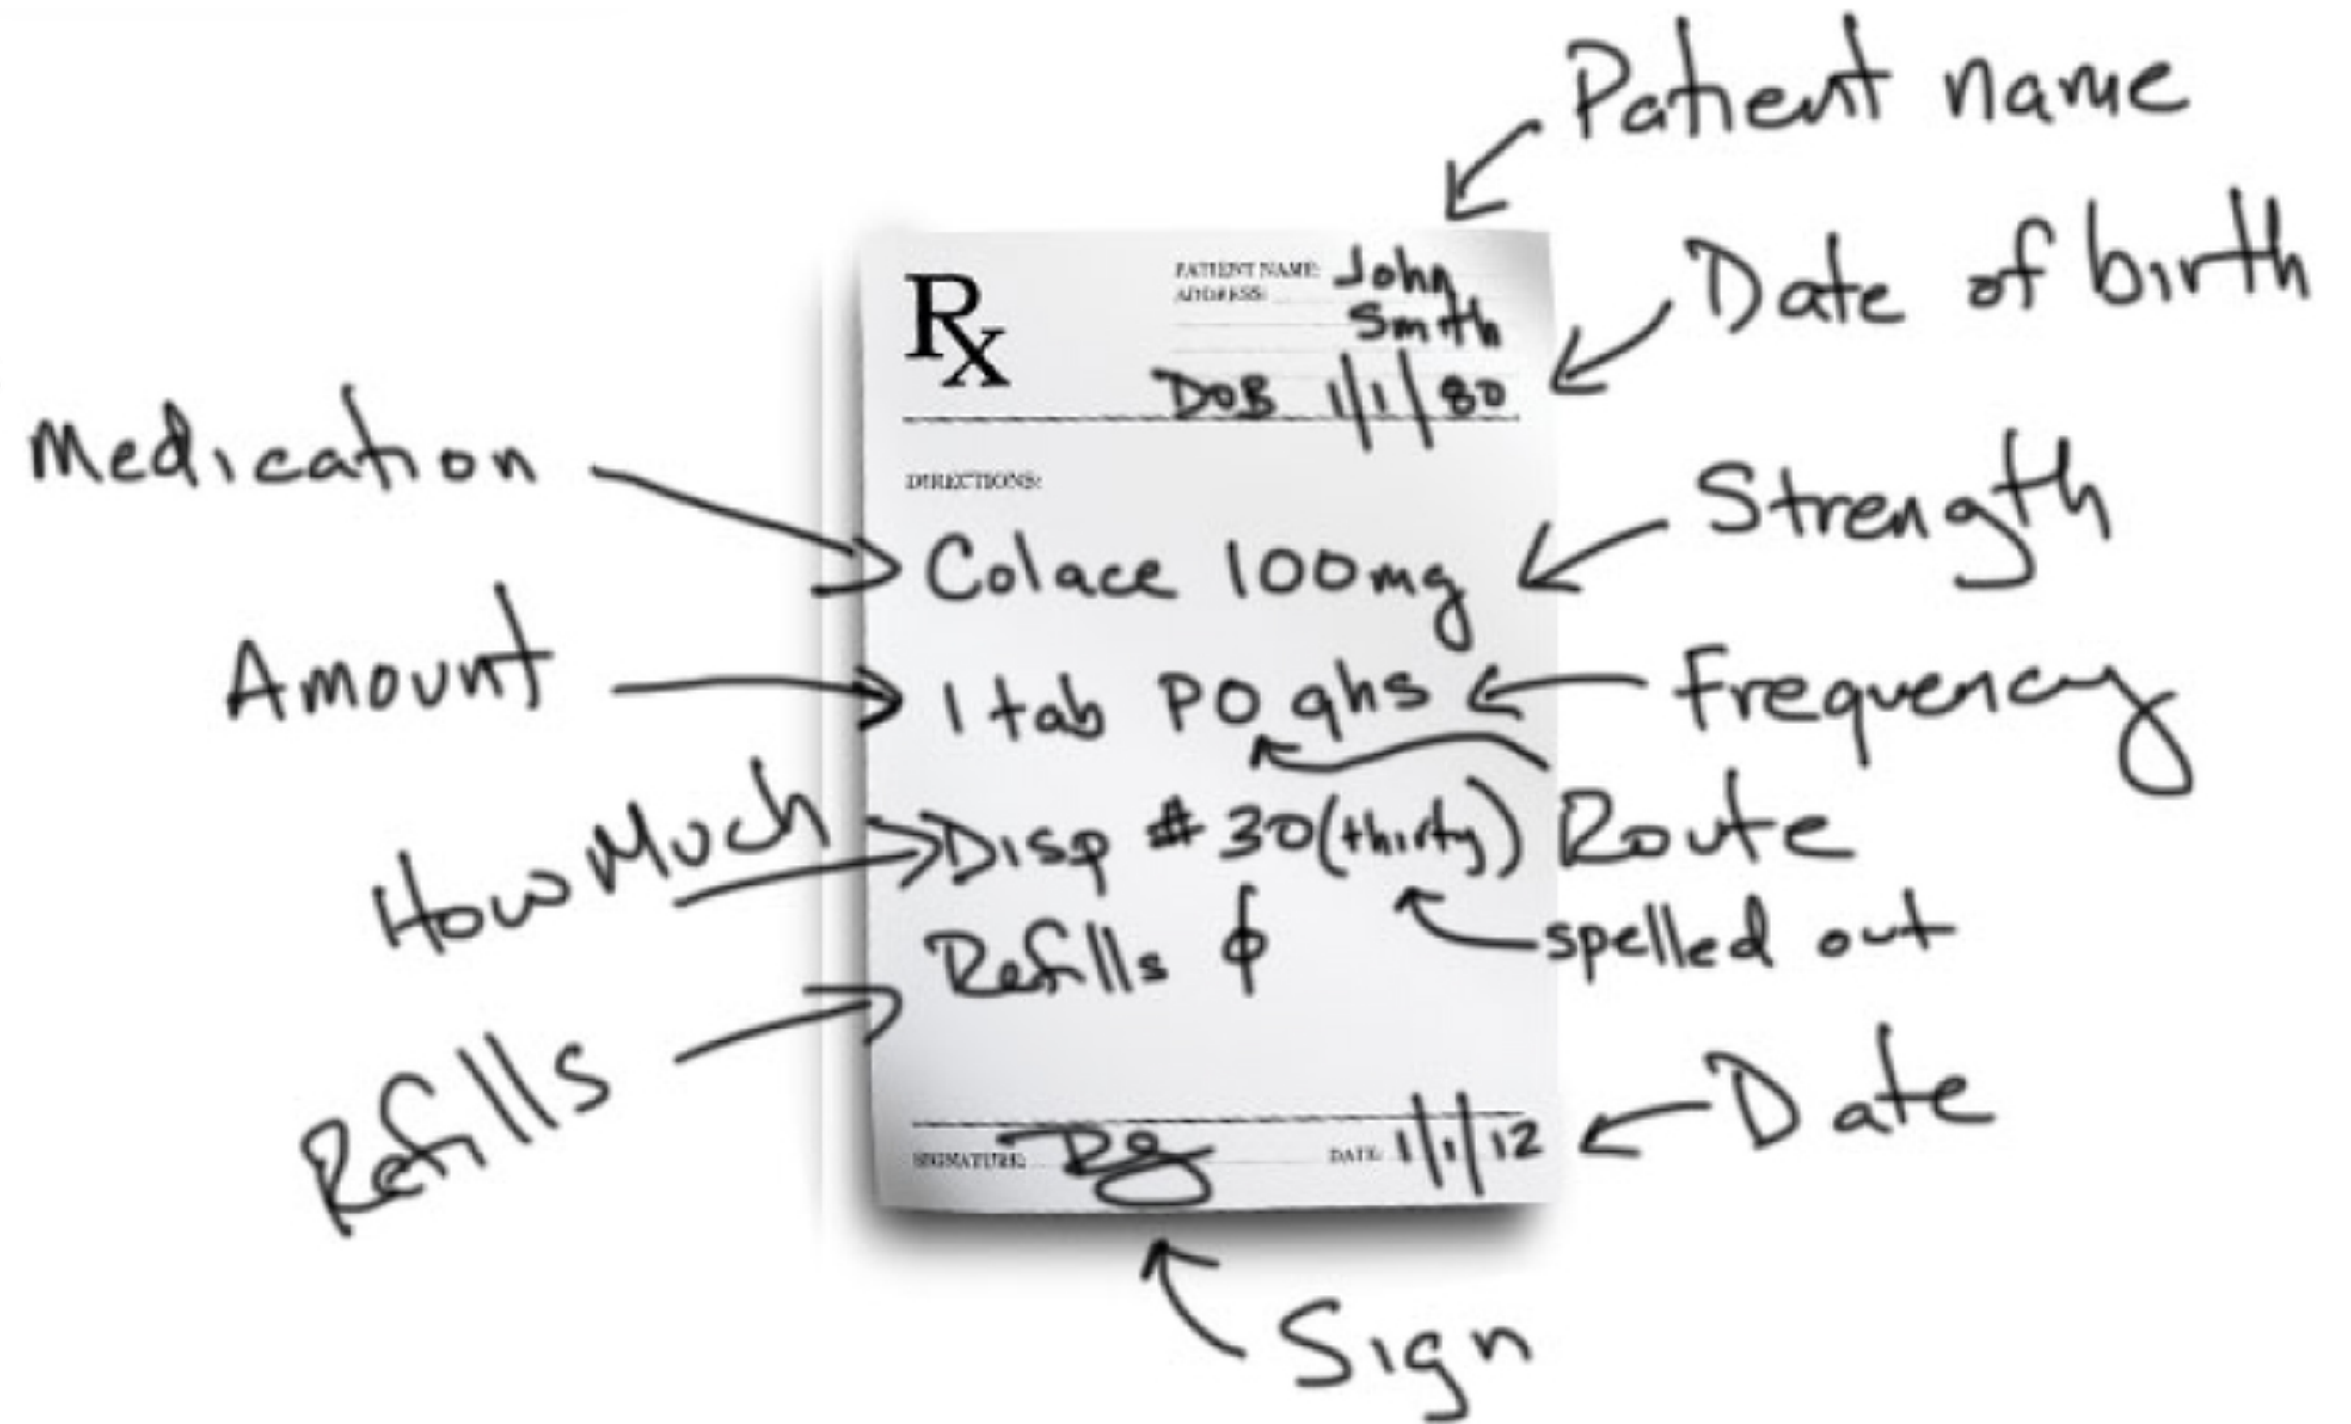 Patient name
Date of birth
Rx
PATIENT NAME: John
ADDRESS: Smith
DOB 1/1/80
DIRECTIONS:
Medication
Colace 100mg
Strength
Amount
1 tab PO qhs
Frequency
How Much
Disp # 30 (thirty)
Route
spelled out
Refills ϕ
Refills
SIGNATURE:
DATE: 1/1/12
Date
Sign